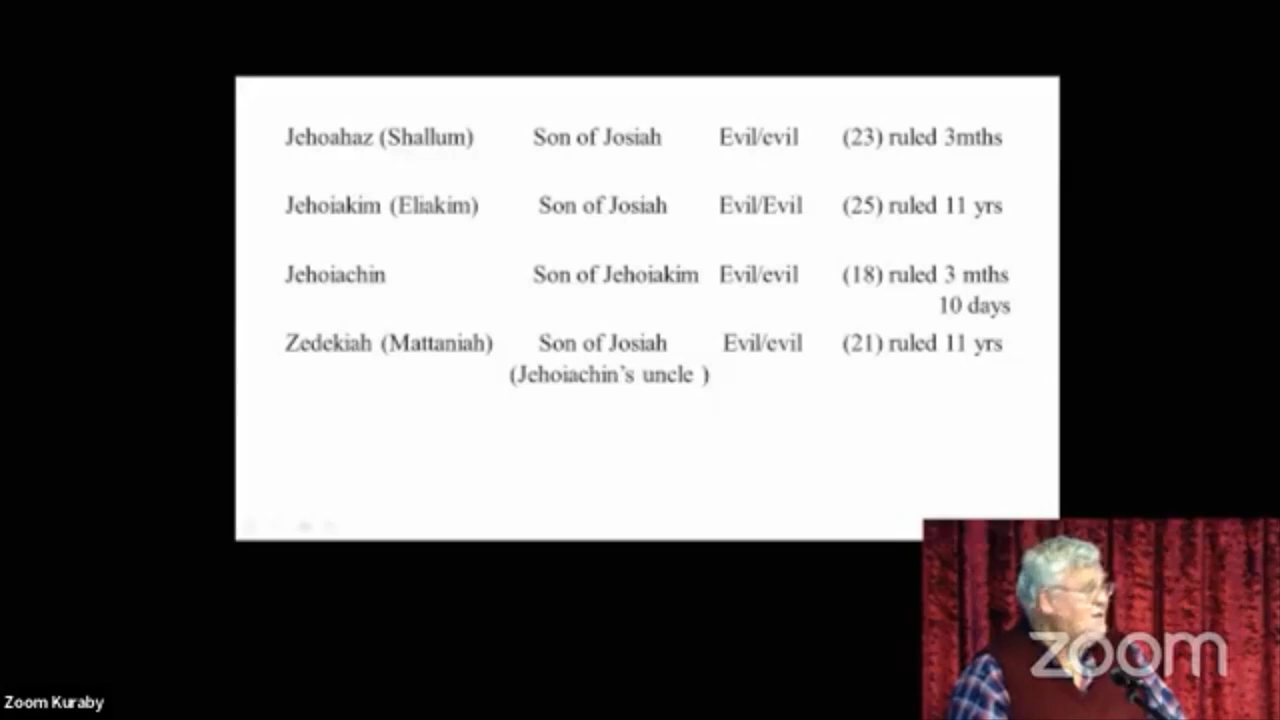 Jehoahaz (Shallum) Son of Josiah Evil/evil (23) ruled 3mths
Jehoiakim (Eliakim) Son of Josiah Evil/Evil (25) ruled 11 yrs
Jehoiachin Son of Jehoiakim Evil/evil (18) ruled 3 mths
10 days
Zedekiah (Mattaniah) Son of Josiah Evil/evil (21) ruled 11 yrs
(Jehoiachin’s uncle )
zoom
Zoom Kuraby